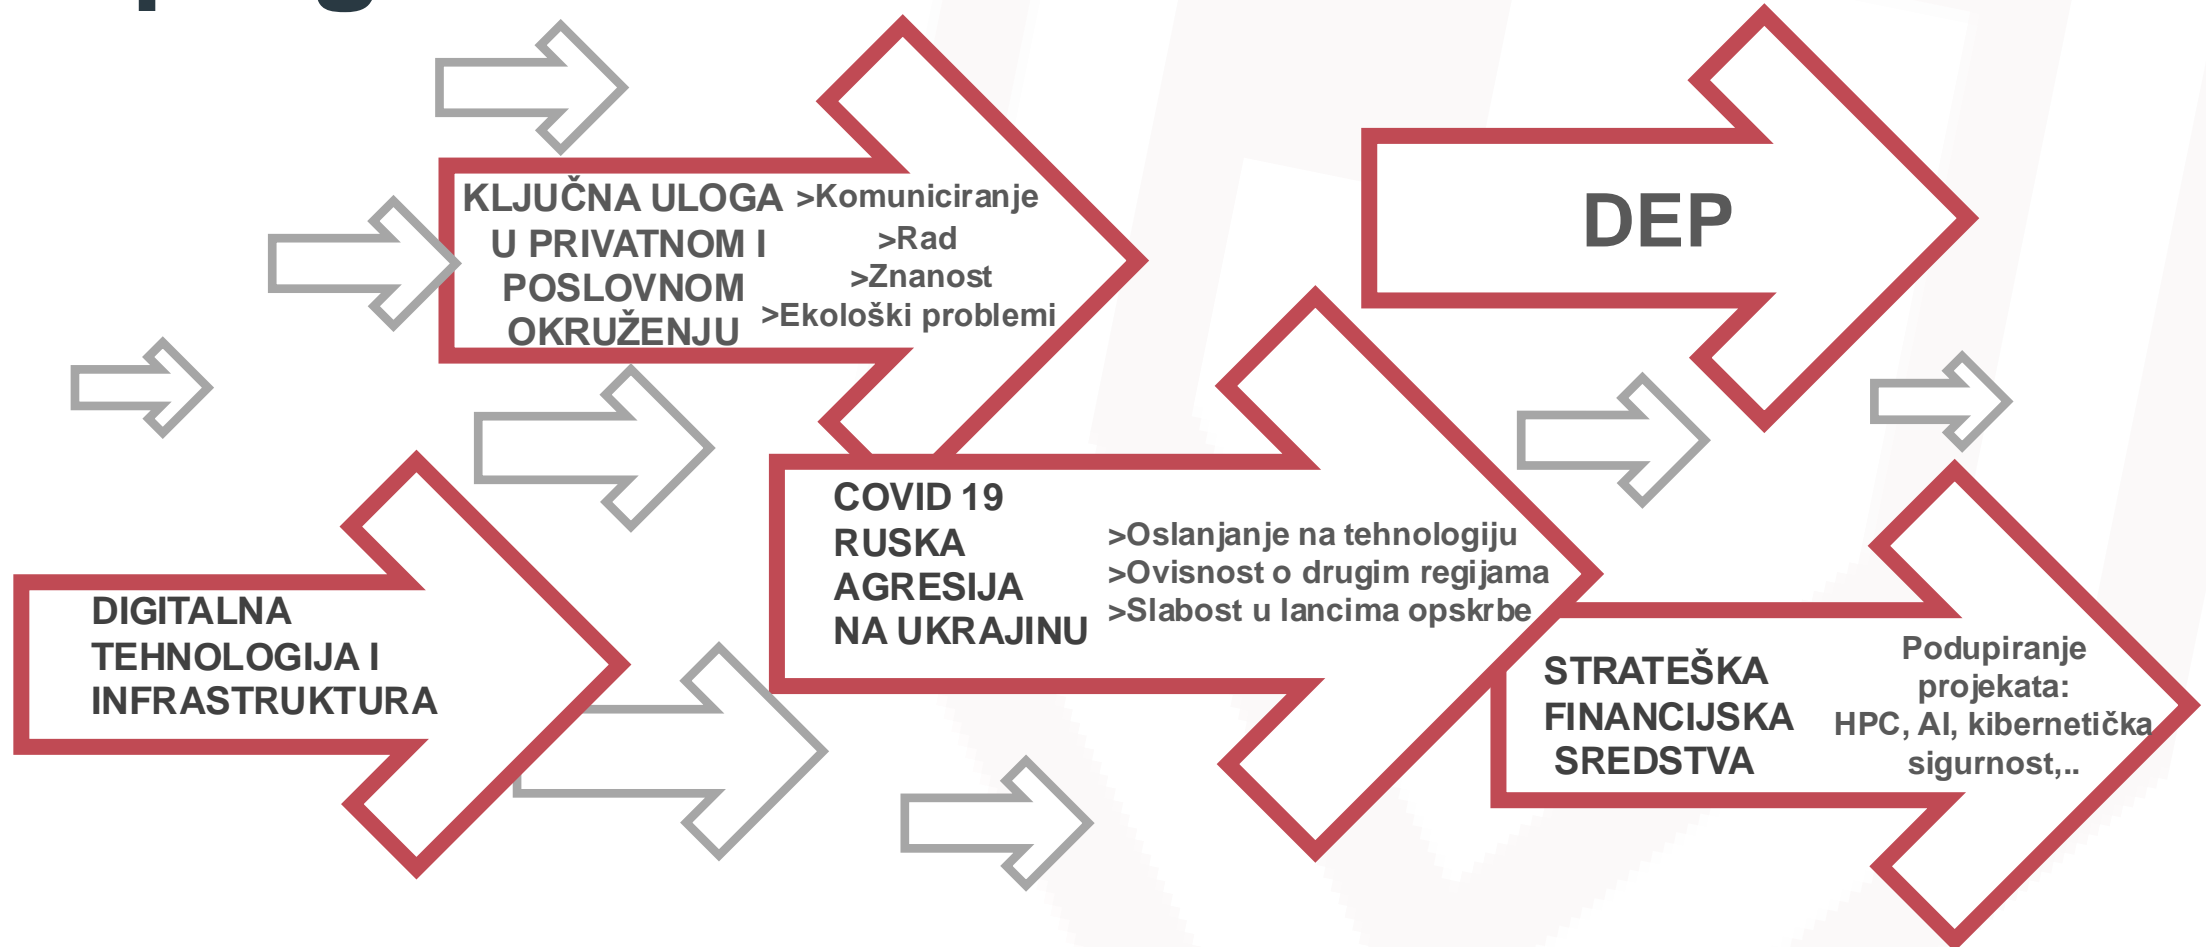 KLJUČNA ULOGA
U PRIVATNOM I
POSLOVNOM
OKRUŽENJU
>Komuniciranje
>Rad
>Znanost
>Ekološki problemi
DEP
DIGITALNA
TEHNOLOGIJA I
INFRASTRUKTURA
COVID 19
RUSKA
AGRESIJA
NA UKRAJINU
>Oslanjanje na tehnologiju
>Ovisnost o drugim regijama
>Slabost u lancima opskrbe
STRATEŠKA
FINANCIJSKA
SREDSTVA
Podupiranje
projekata:
HPC, AI, kibernetička
sigurnost,..